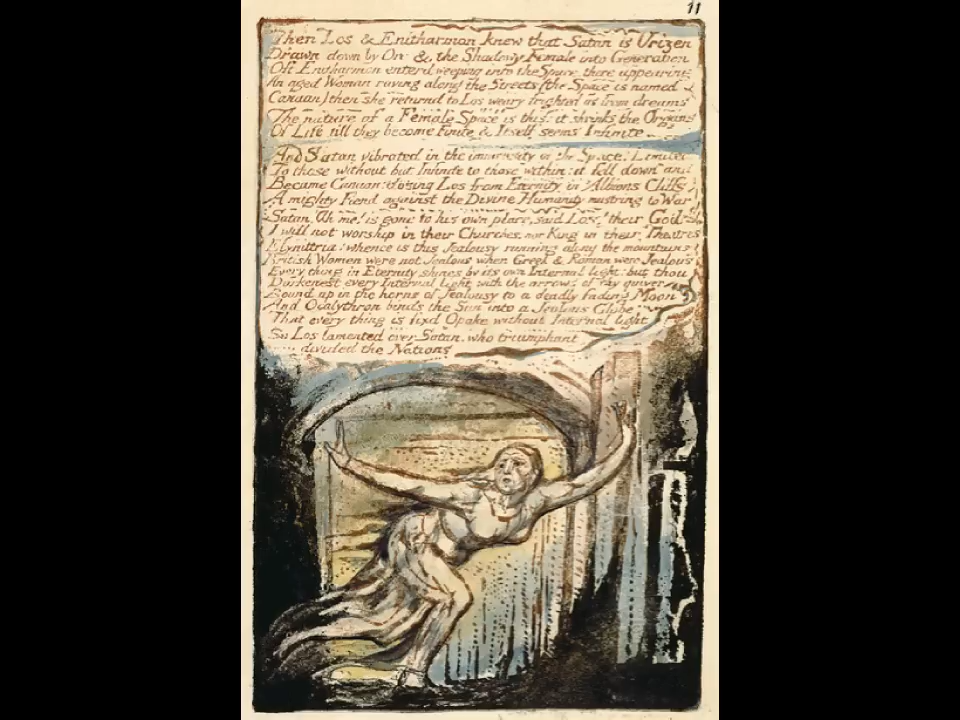 11
Then Los & Enitharmon knew that Satan is Urizen
Drawn down by Orc & the Shadowy Female into Generation
Oft Enitharmon enterd weeping into the Space, there appearing
An aged Woman raving along the Streets (the Space is named
Canaan) then she returned to Los weary frighted as from dreams
The nature of a Female Space is this: it shrinks the Organs
Of Life till they become Finite & Itself seems Infinite
And Satan vibrated in the immensity of the Space! Limited
To those without but Infinite to those within: it fell down and
Became Canaan: closing Los from Eternity in Albions Cliffs
A mighty Fiend against the Divine Humanity mustring to War
Satan! Ah me! is gone to his own place, said Los! their God
I will not worship in their Churches, nor King in their Theatres
Elynittria! whence is this Jealousy running along the mountains
British Women were not Jealous when Greek & Roman were Jealous
Every thing in Eternity shines by its own Internal light: but thou
Darkenest every Internal light with the arrows of thy quiver
Bound up in the horns of Jealousy to a deadly fading Moon
And Ocalythron binds the Sun into a Jealous Globe
That every thing is fixd Opake without Internal light
So Los lamented over Satan, who triumphant
divided the Nations